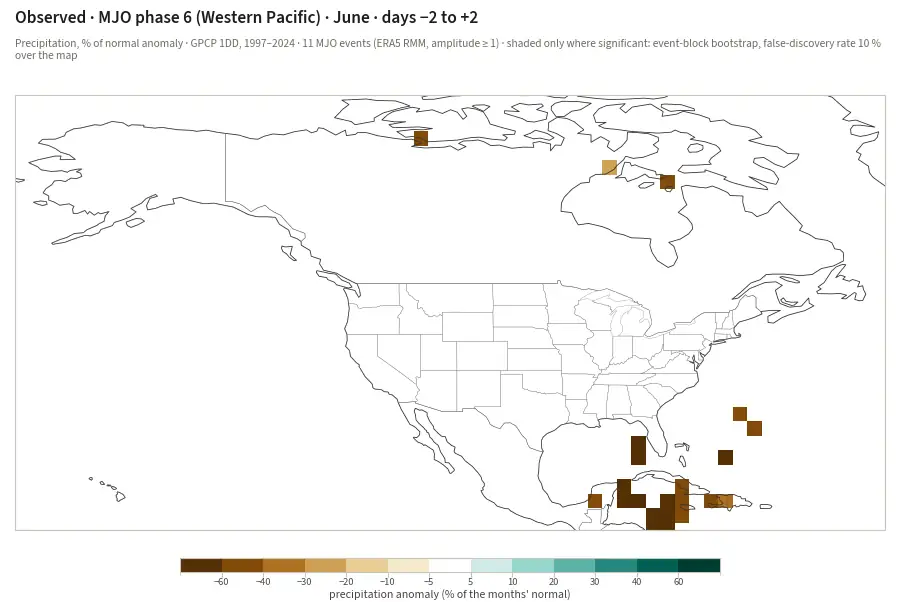 Observed · MJO phase 6 (Western Pacific) · June · days −2 to +2
Precipitation, % of normal anomaly · GPCP 1DD, 1997–2024 · 11 MJO events (ERA5 RMM, amplitude ≥ 1) · shaded only where significant: event-block bootstrap, false-discovery rate 10 %
over the map
−60 −40 −30 −20 −10 −5 5 10 20 30 40 60
precipitation anomaly (% of the months' normal)